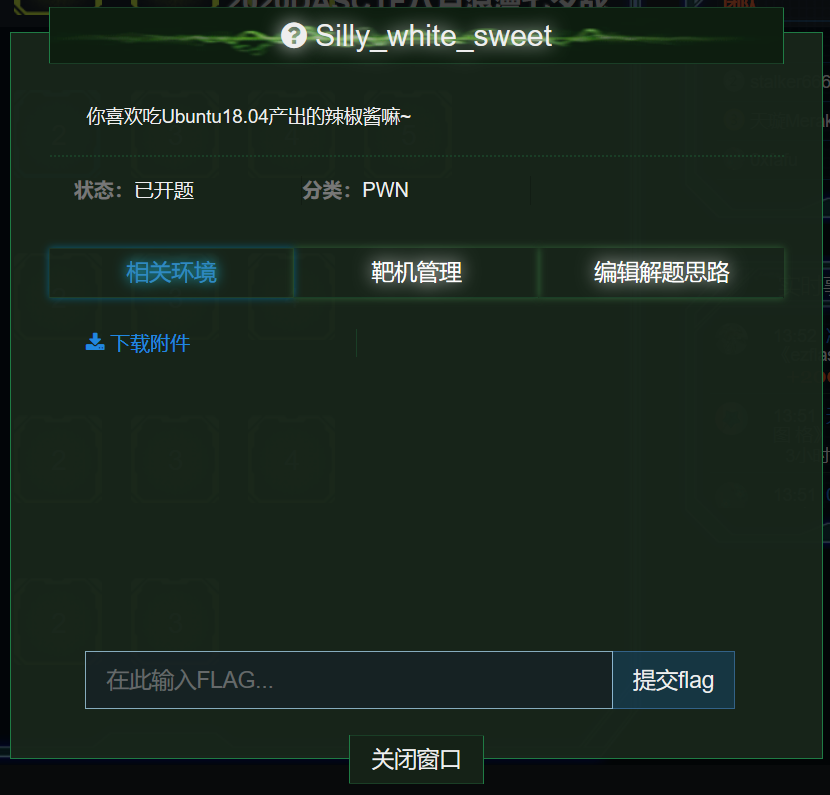 Silly_white_sweet
你喜欢吃Ubuntu18.04产出的辣椒酱嘛~
状态：已开题 分类：PWN
相关环境 靶机管理 编辑解题思路
下载附件
在此输入FLAG... 提交flag
关闭窗口